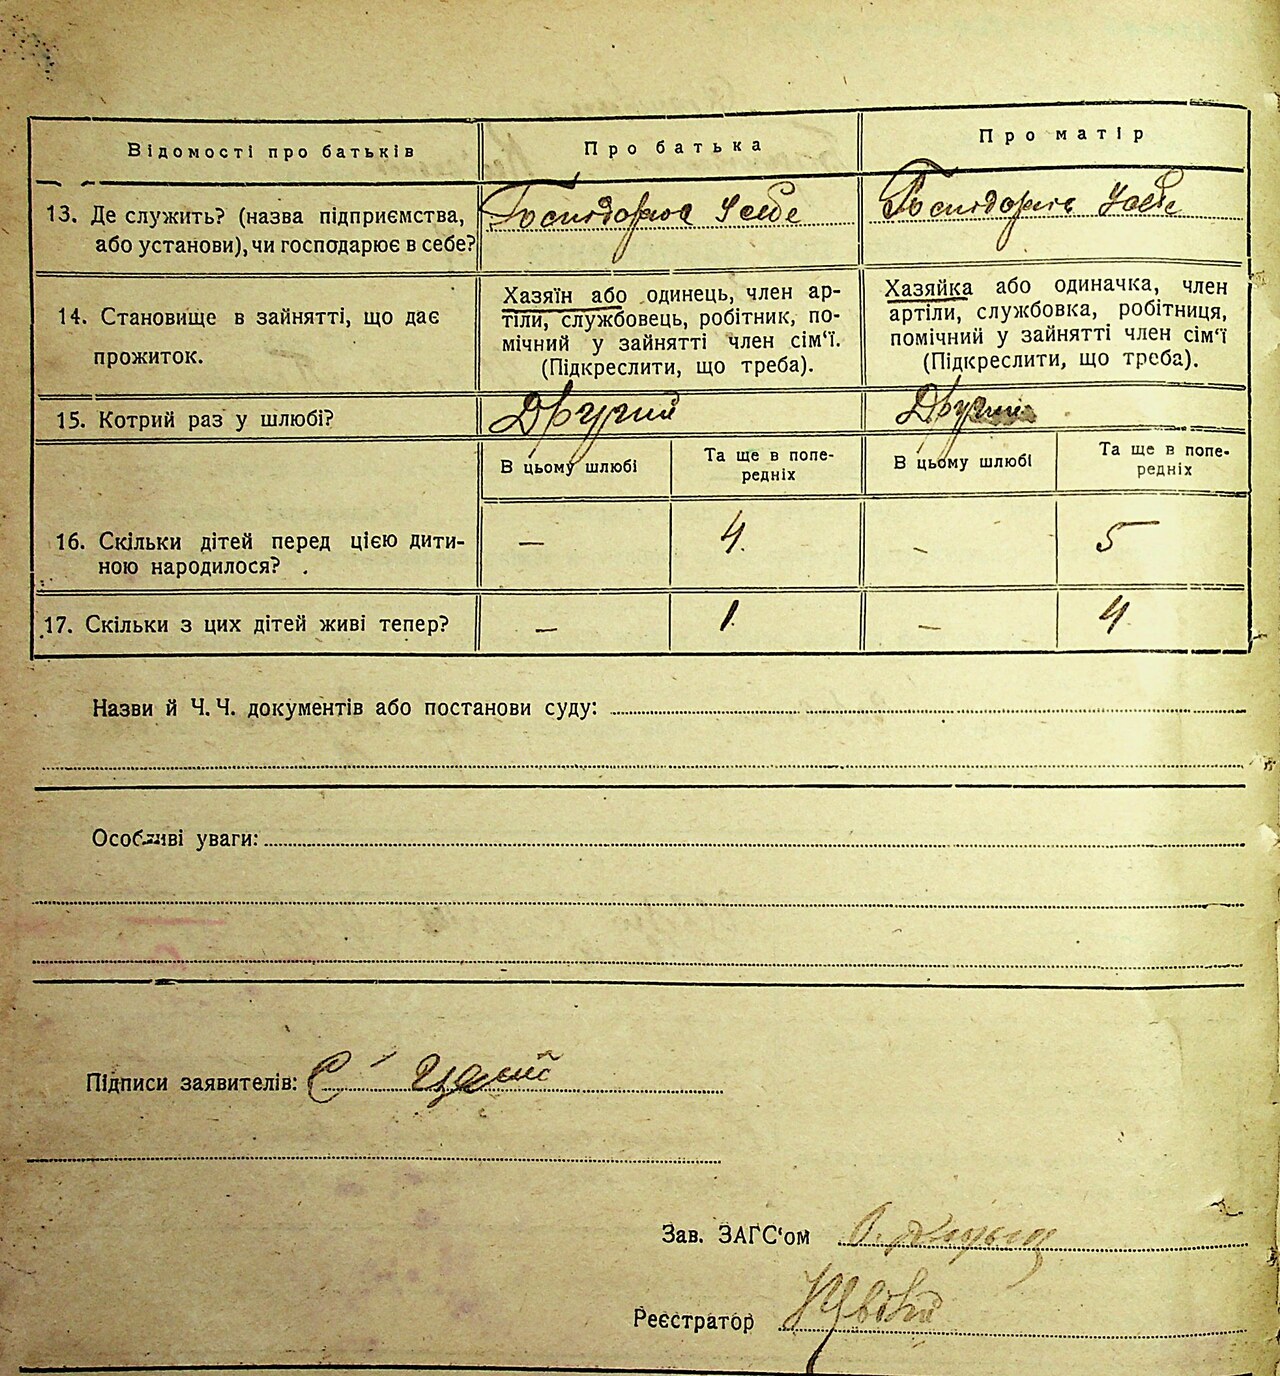 Відомості про батьків
Про батька
Про матір
13. Де служить? (назва підприємства,
або установи), чи господарює в себе?
Господарює У себе
Господарює У себе
14. Становище в зайнятті, що дає
прожиток.
Хазяїн або одинець, член ар-
тіли, службовець, робітник, по-
мічний у зайнятті член сім'ї.
(Підкреслити, що треба).
Хазяйка або одиначка, член
артіли, службовка, робітниця,
помічний у зайнятті член сім'ї
(Підкреслити, що треба).
15. Котрий раз у шлюбі?
Другий
Другий
В цьому шлюбі
Та ще в попе-
редніх
В цьому шлюбі
Та ще в попе-
редніх
16. Скільки дітей перед цією дити-
ною народилося?
— 4. - 5
17. Скільки з цих дітей живі тепер?
— 1. — 4
Назви й Ч.Ч. документів або постанови суду:
Особливі уваги:
Підписи заявителів: С
Зав. ЗАГС'ом
Реєстратор